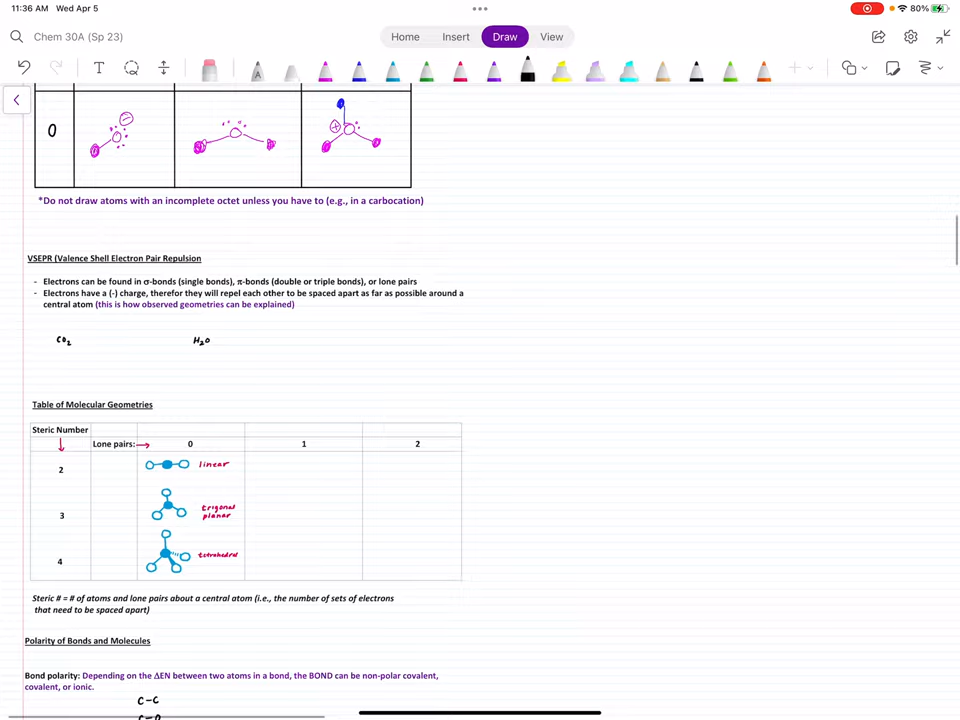 11:36 AM Wed Apr 5
80%
Chem 30A (Sp 23)
Home Insert Draw View
O
*Do not draw atoms with an incomplete octet unless you have to (e.g., in a carbocation)
VSEPR (Valence Shell Electron Pair Repulsion
- Electrons can be found in σ-bonds (single bonds), π-bonds (double or triple bonds), or lone pairs
- Electrons have a (-) charge, therefor they will repel each other to be spaced apart as far as possible around a
central atom (this is how observed geometries can be explained)
CO₂ H₂O
Table of Molecular Geometries
Steric Number
Lone pairs: → 0 1 2
2 linear
3 trigonal
planar
4 tetrahedral
Steric # = # of atoms and lone pairs about a central atom (i.e., the number of sets of electrons
that need to be spaced apart)
Polarity of Bonds and Molecules
Bond polarity: Depending on the ΔEN between two atoms in a bond, the BOND can be non-polar covalent,
covalent, or ionic.
C-C